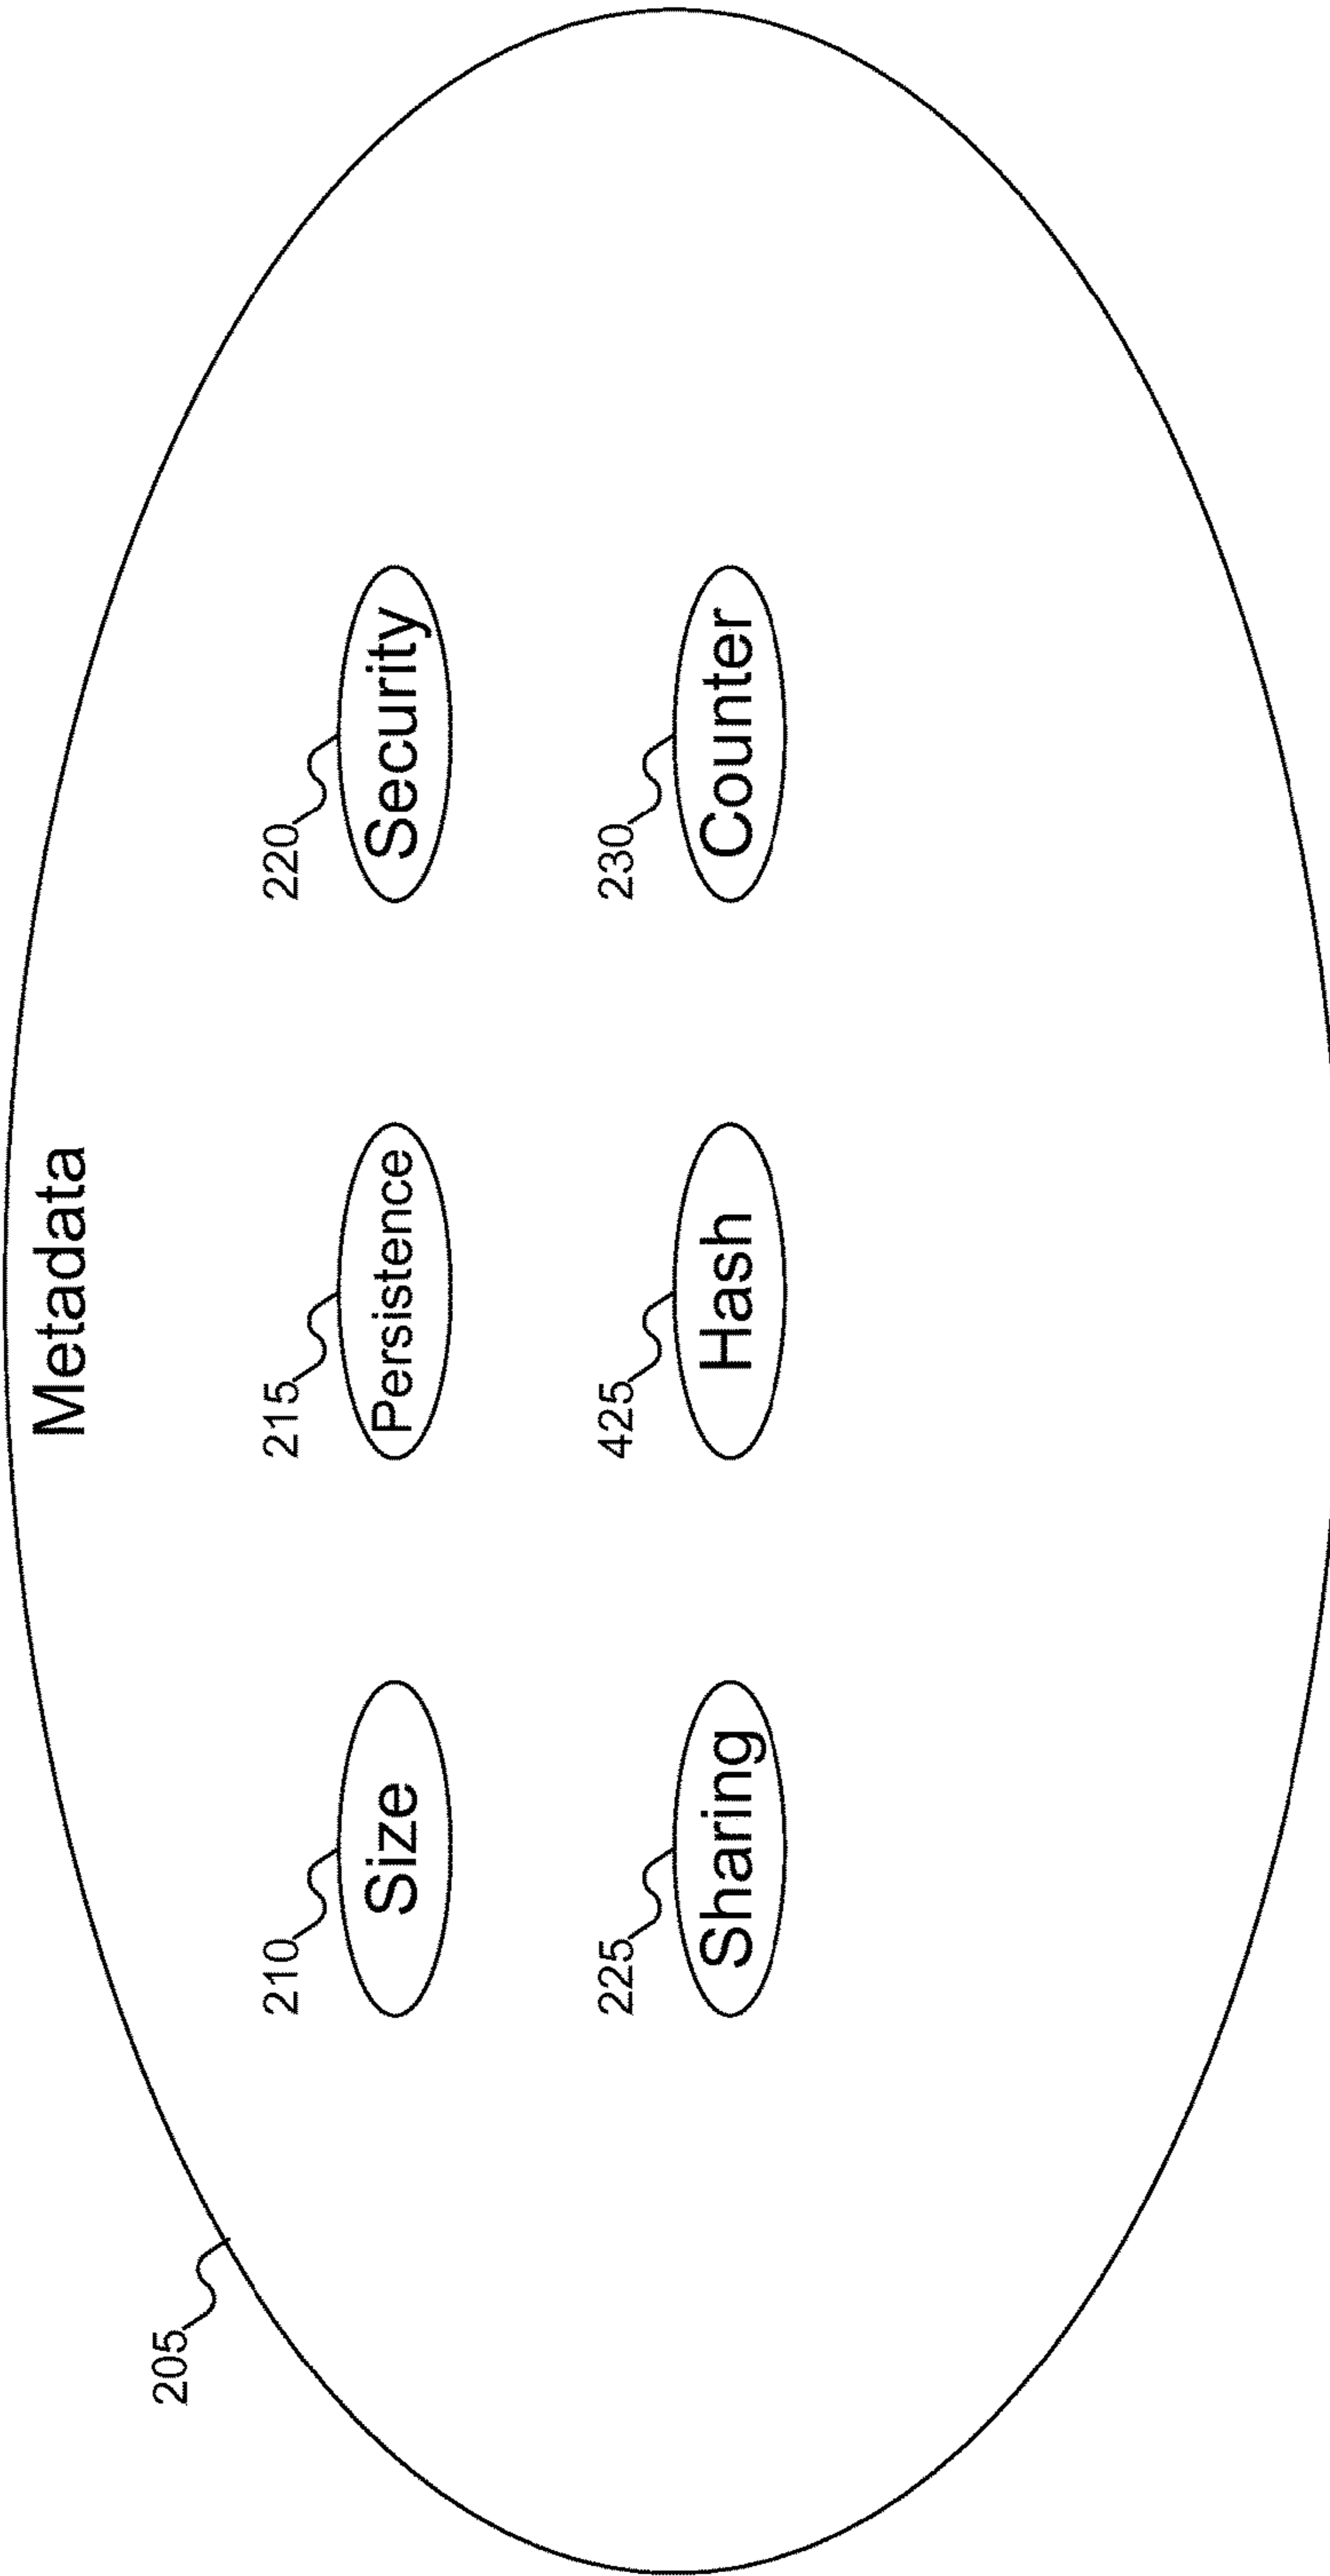 Metadata
205
210
215
220
Size
Persistence
Security
225
425
230
Sharing
Hash
Counter